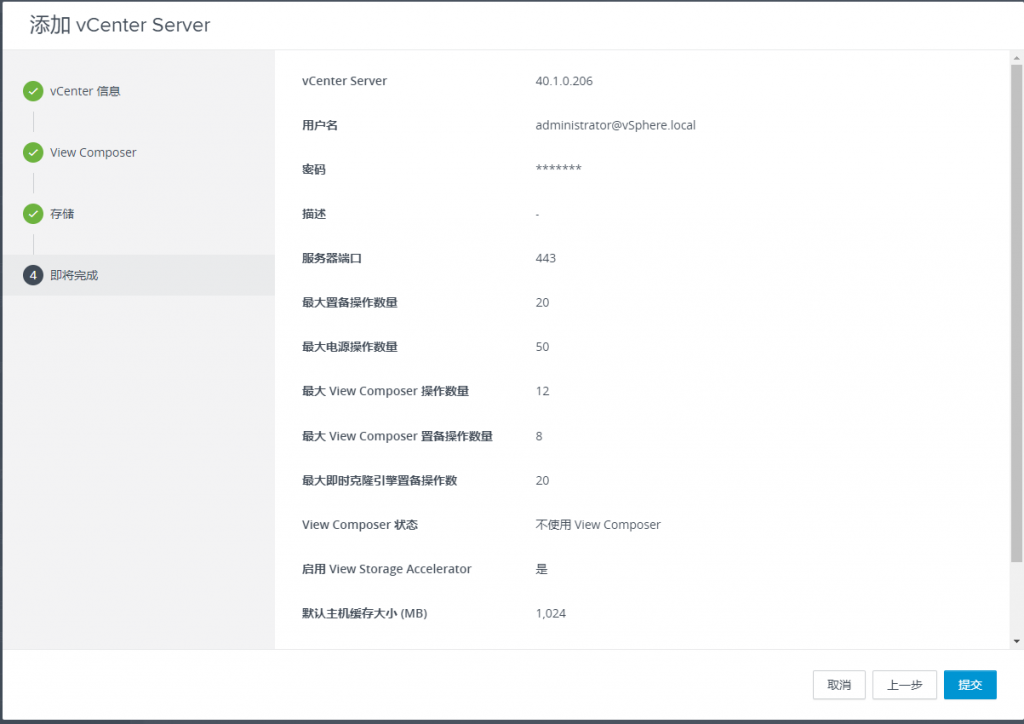 添加 vCenter Server
vCenter 信息
View Composer
存储
4 即将完成
vCenter Server 40.1.0.206
用户名 administrator@vSphere.local
密码 *******
描述 -
服务器端口 443
最大置备操作数量 20
最大电源操作数量 50
最大 View Composer 操作数量 12
最大 View Composer 置备操作数量 8
最大即时克隆引擎置备操作数 20
View Composer 状态 不使用 View Composer
启用 View Storage Accelerator 是
默认主机缓存大小 (MB) 1,024
取消 上一步 提交